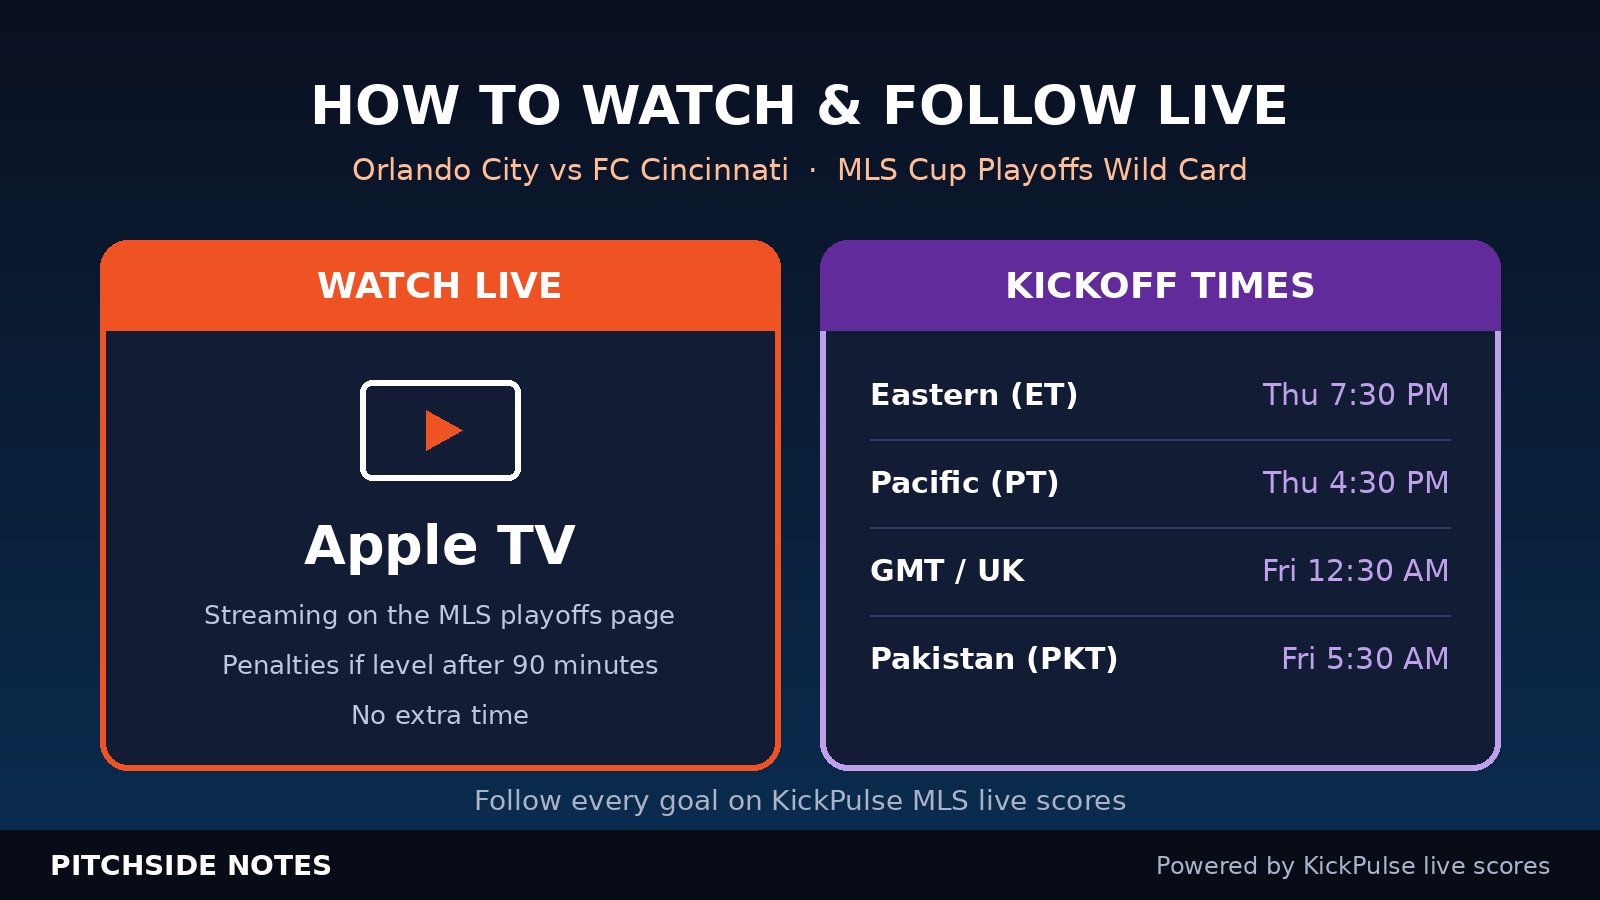 HOW TO WATCH & FOLLOW LIVE
Orlando City vs FC Cincinnati · MLS Cup Playoffs Wild Card
WATCH LIVE
Apple TV
Streaming on the MLS playoffs page
Penalties if level after 90 minutes
No extra time
KICKOFF TIMES
Eastern (ET) Thu 7:30 PM
Pacific (PT) Thu 4:30 PM
GMT / UK Fri 12:30 AM
Pakistan (PKT) Fri 5:30 AM
Follow every goal on KickPulse MLS live scores
PITCHSIDE NOTES
Powered by KickPulse live scores